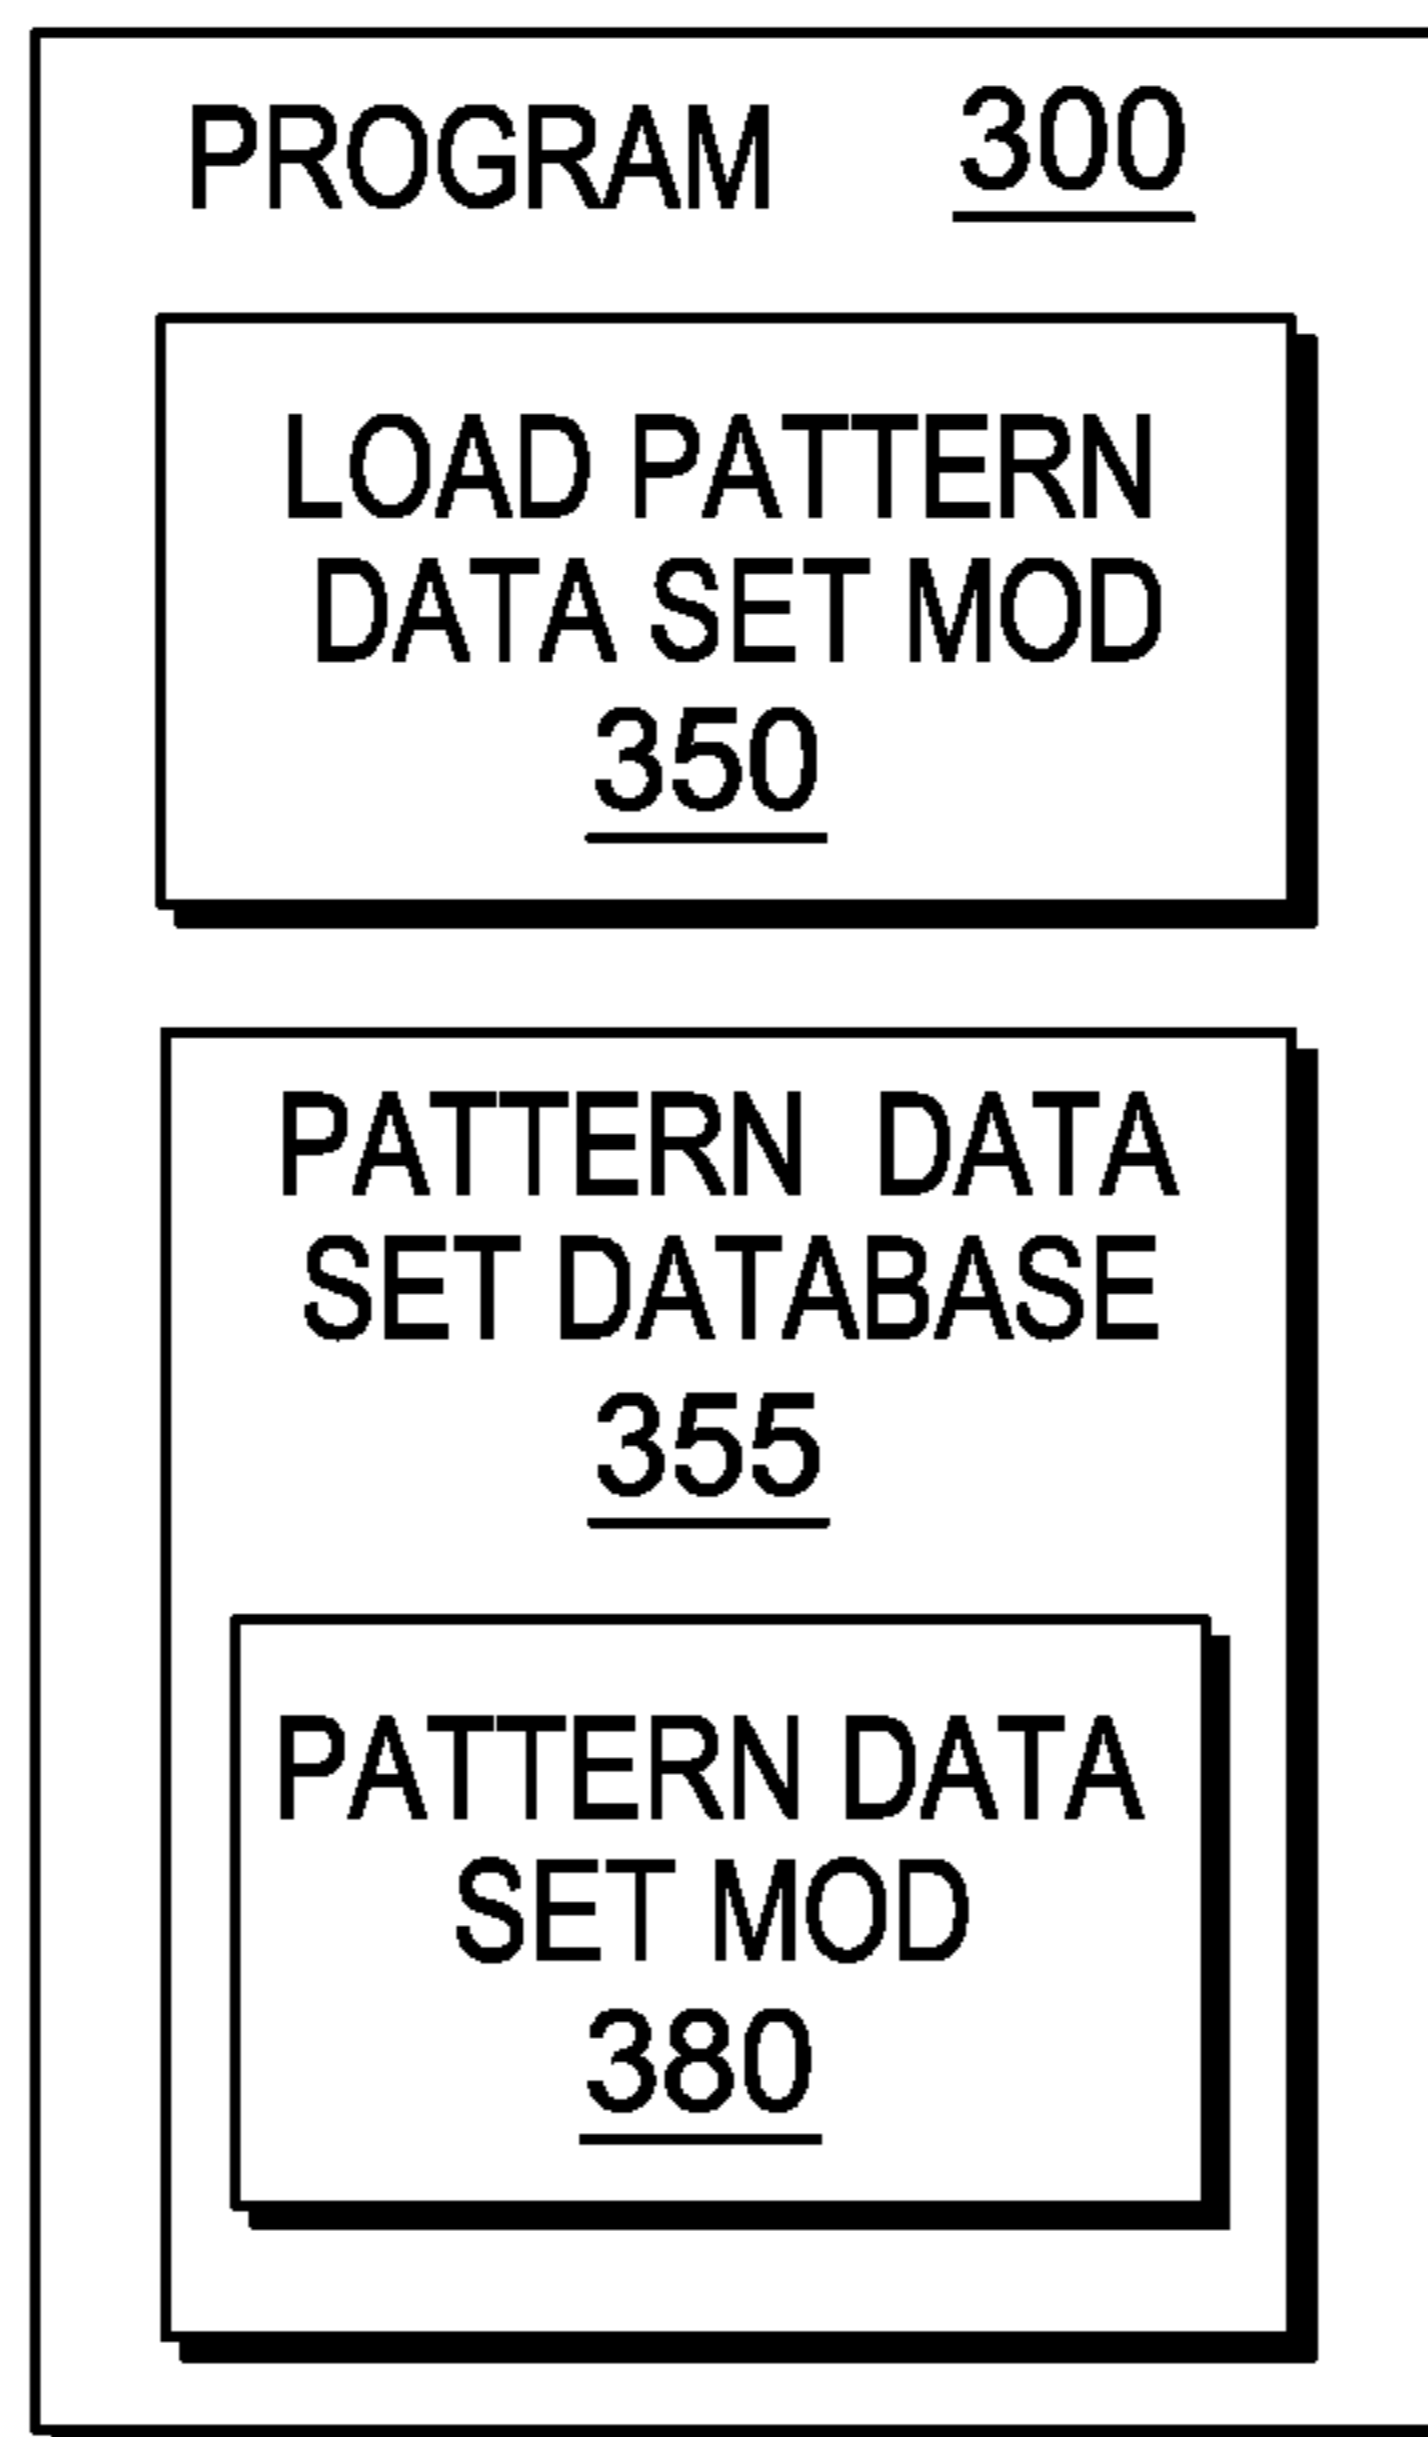 PROGRAM 300
LOAD PATTERN
DATA SET MOD
350
PATTERN DATA
SET DATABASE
355
PATTERN DATA
SET MOD
380